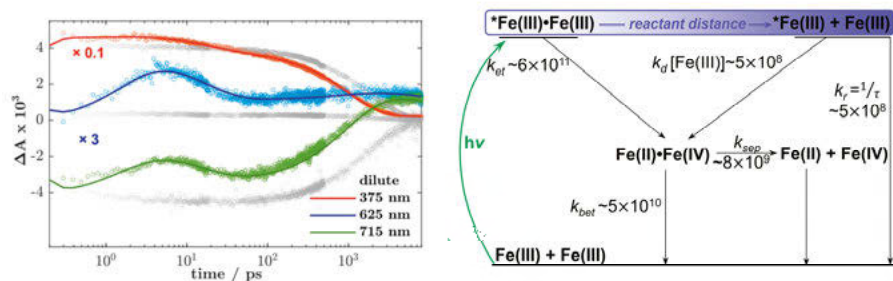 × 0.1
× 3
ΔA x 10³
4
2
0
-2
-4
10⁰ 10¹ 10² 10³
time / ps
dilute
375 nm
625 nm
715 nm
*Fe(III)•Fe(III) reactant distance *Fe(III) + Fe(III)
k_et~6×10¹¹
k_d [Fe(III)]~5×10⁸
k_r=1/τ
~5×10⁸
hν
Fe(II)•Fe(IV) k_sep Fe(II) + Fe(IV)
~8×10⁹
k_bet ~5×10¹⁰
Fe(III) + Fe(III)